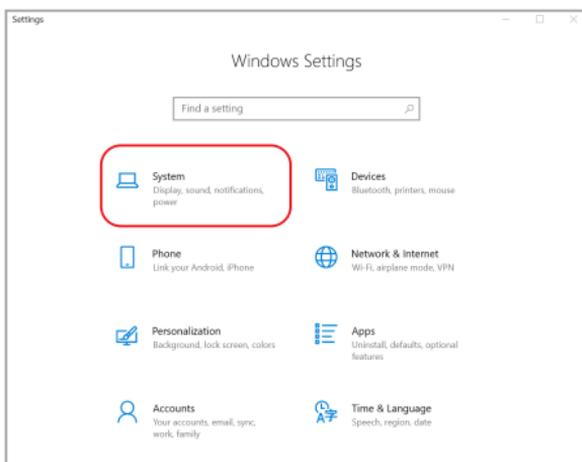 Settings
Windows Settings
Find a setting
System
Display, sound, notifications,
power
Devices
Bluetooth, printers, mouse
Phone
Link your Android, iPhone
Network & Internet
Wi-Fi, airplane mode, VPN
Personalization
Background, lock screen, colors
Apps
Uninstall, defaults, optional
features
Accounts
Your accounts, email, sync,
work, family
Time & Language
Speech, region, date